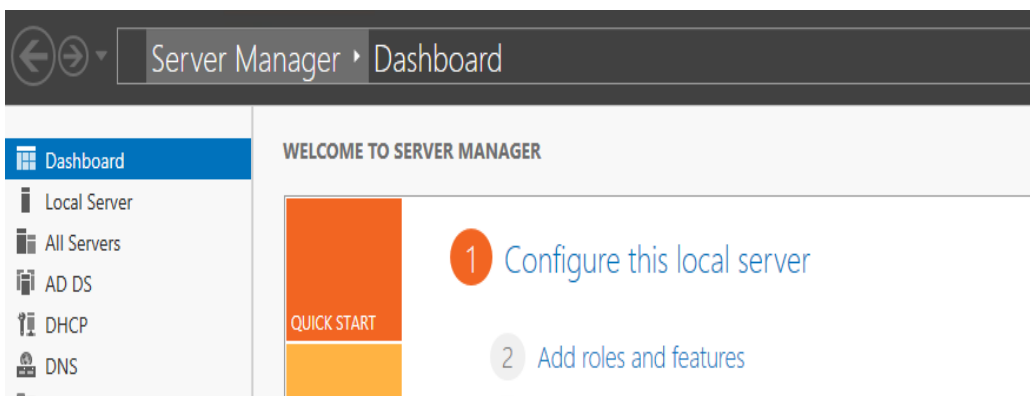 Server Manager ‣ Dashboard
Dashboard
Local Server
All Servers
AD DS
DHCP
DNS
WELCOME TO SERVER MANAGER
QUICK START
1 Configure this local server
2 Add roles and features